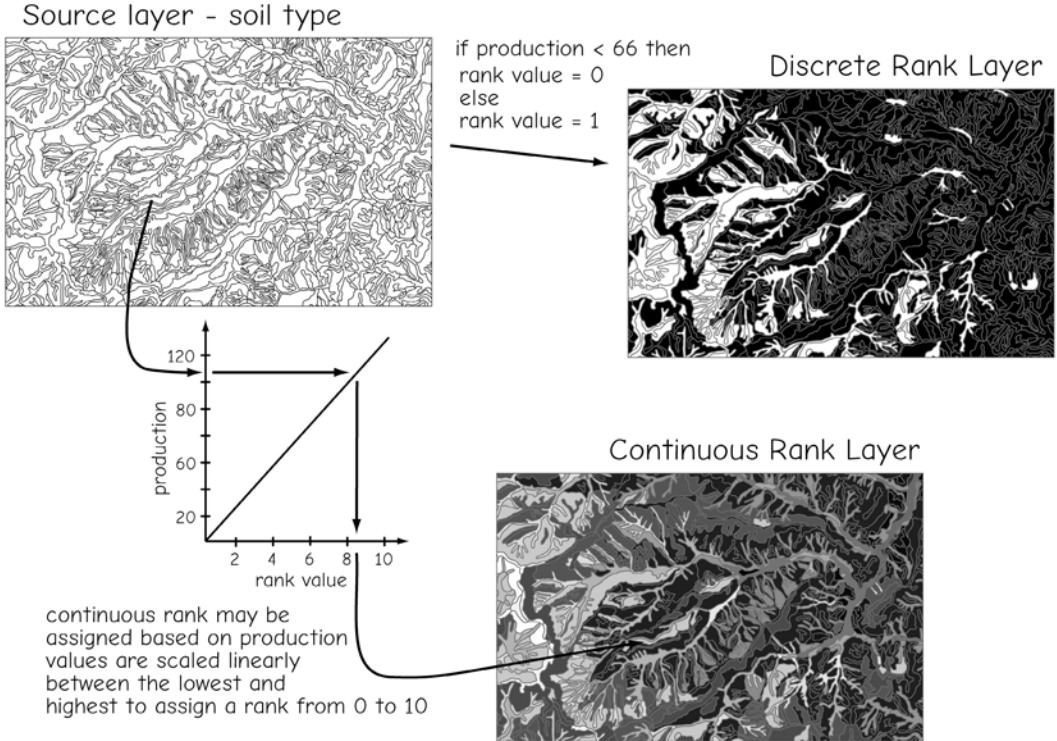 Source layer - soil type
if production < 66 then
rank value = 0
else
rank value = 1
Discrete Rank Layer
120
80
60
20
production
2 4 6 8 10
rank value
Continuous Rank Layer
continuous rank may be
assigned based on production
values are scaled linearly
between the lowest and
highest to assign a rank from 0 to 10